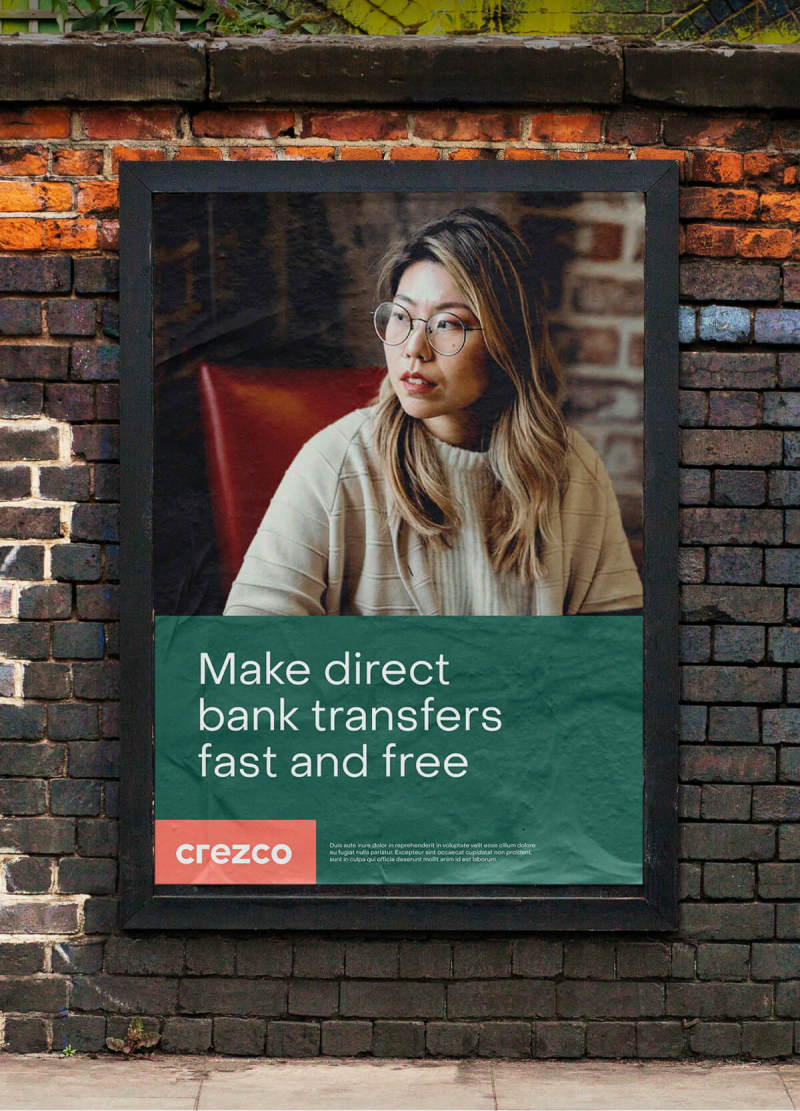 Make direct
bank transfers
fast and free
crezco
Duis aute irure dolor in reprehenderit in voluptate velit esse cillum dolore
eu fugiat nulla pariatur. Excepteur sint occaecat cupidatat non proident,
sunt in culpa qui officia deserunt mollit anim id est laborum.